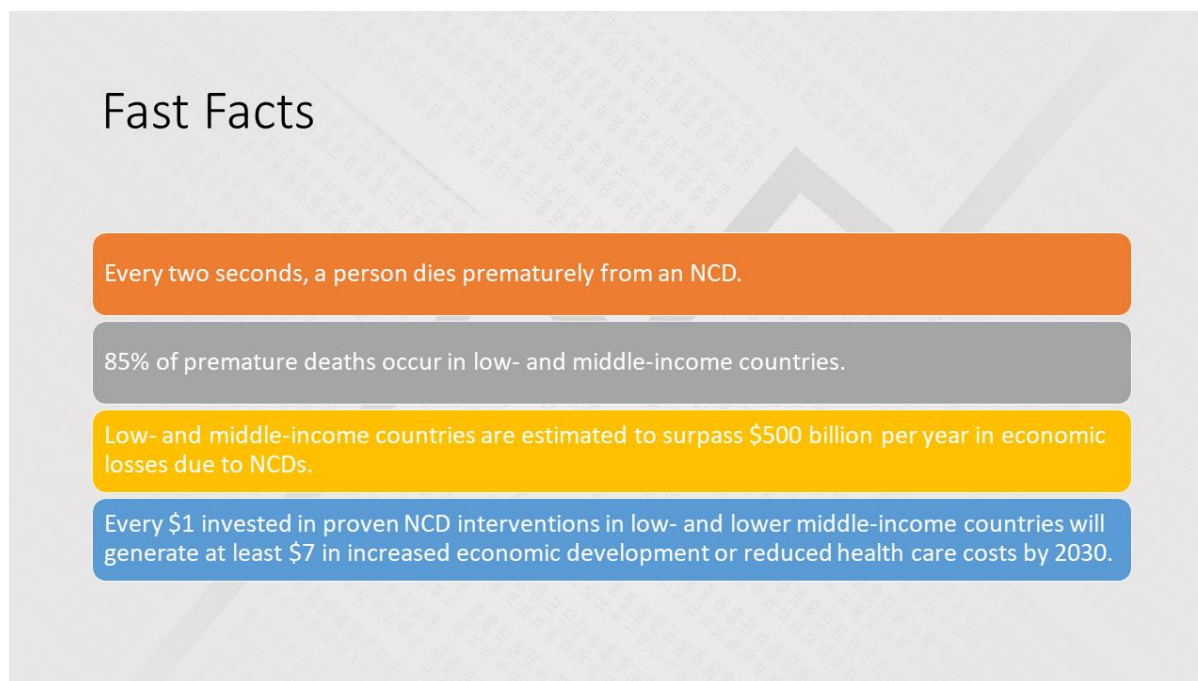 Fast Facts
Every two seconds, a person dies prematurely from an NCD.
85% of premature deaths occur in low- and middle-income countries.
Low- and middle-income countries are estimated to surpass $500 billion per year in economic
losses due to NCDs.
Every $1 invested in proven NCD interventions in low- and lower middle-income countries will
generate at least $7 in increased economic development or reduced health care costs by 2030.